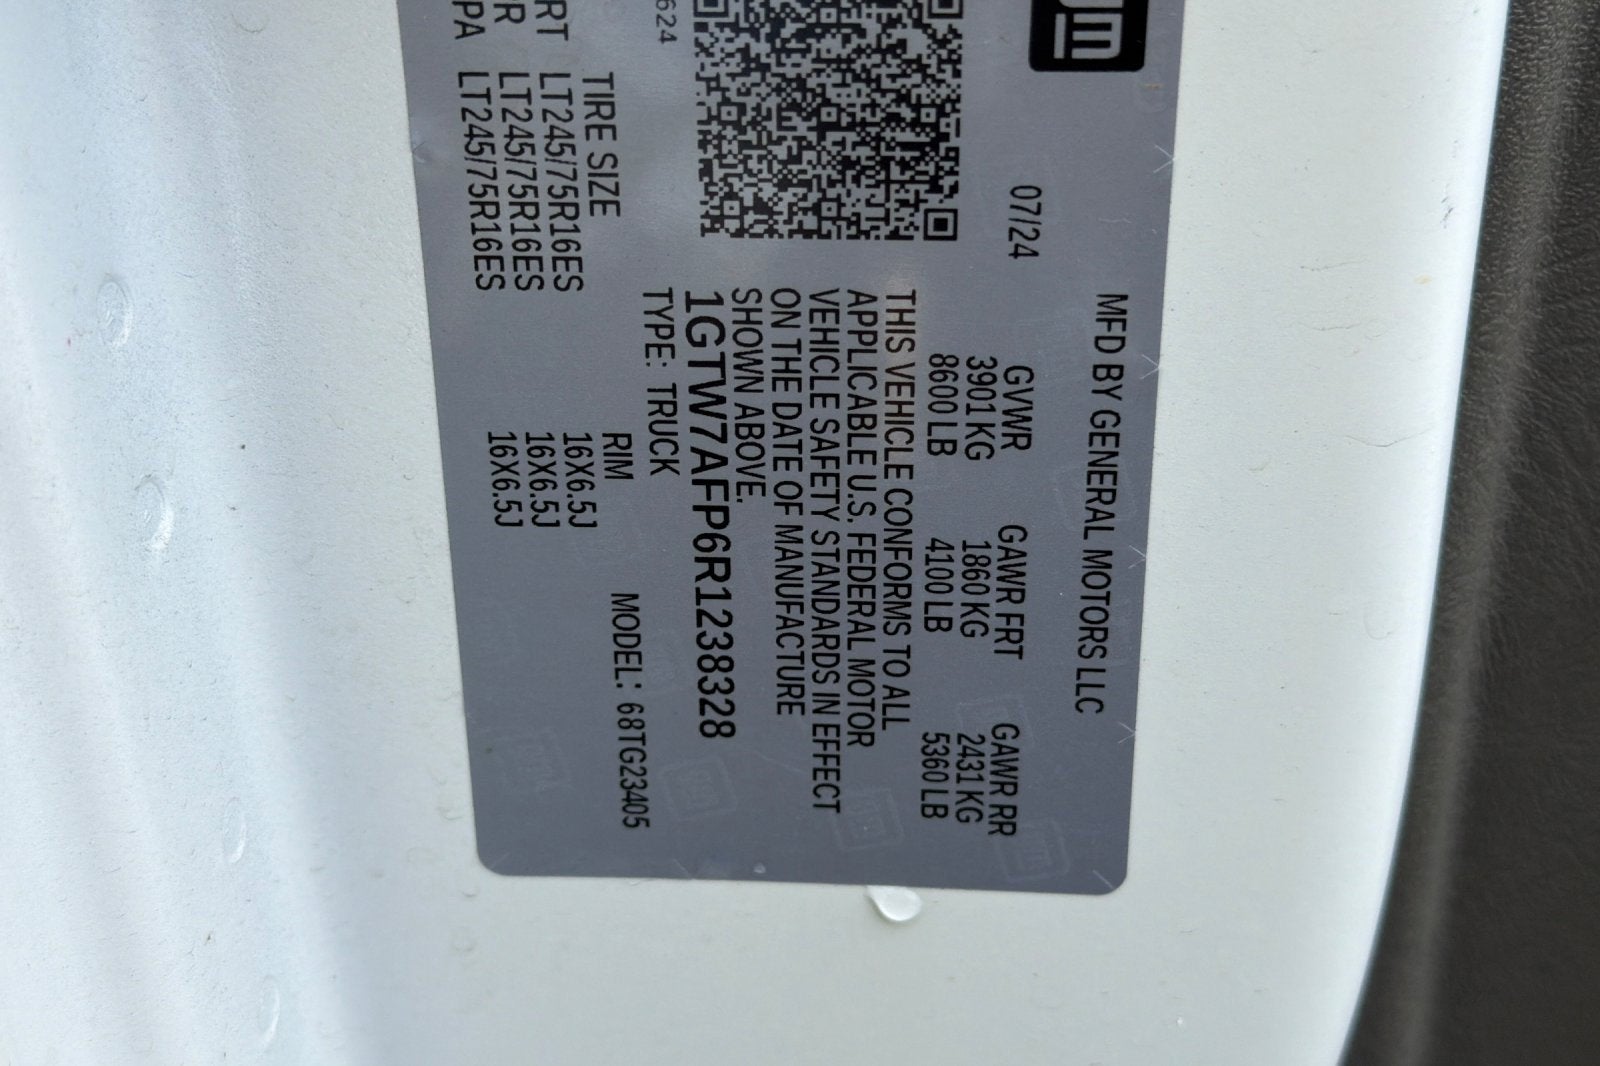 gm
MFD BY GENERAL MOTORS LLC
07/24
GVWR GAWR FRT GAWR RR
3901 KG 1860 KG 2431 KG
8600 LB 4100 LB 5360 LB
THIS VEHICLE CONFORMS TO ALL
APPLICABLE U.S. FEDERAL MOTOR
VEHICLE SAFETY STANDARDS IN EFFECT
ON THE DATE OF MANUFACTURE
SHOWN ABOVE.
1GTW7AFP6R1238328
TYPE: TRUCK
MODEL: 68TG23405
624
TIRE SIZE RIM
RT LT245/75R16ES 16X6.5J
R LT245/75R16ES 16X6.5J
PA LT245/75R16ES 16X6.5J